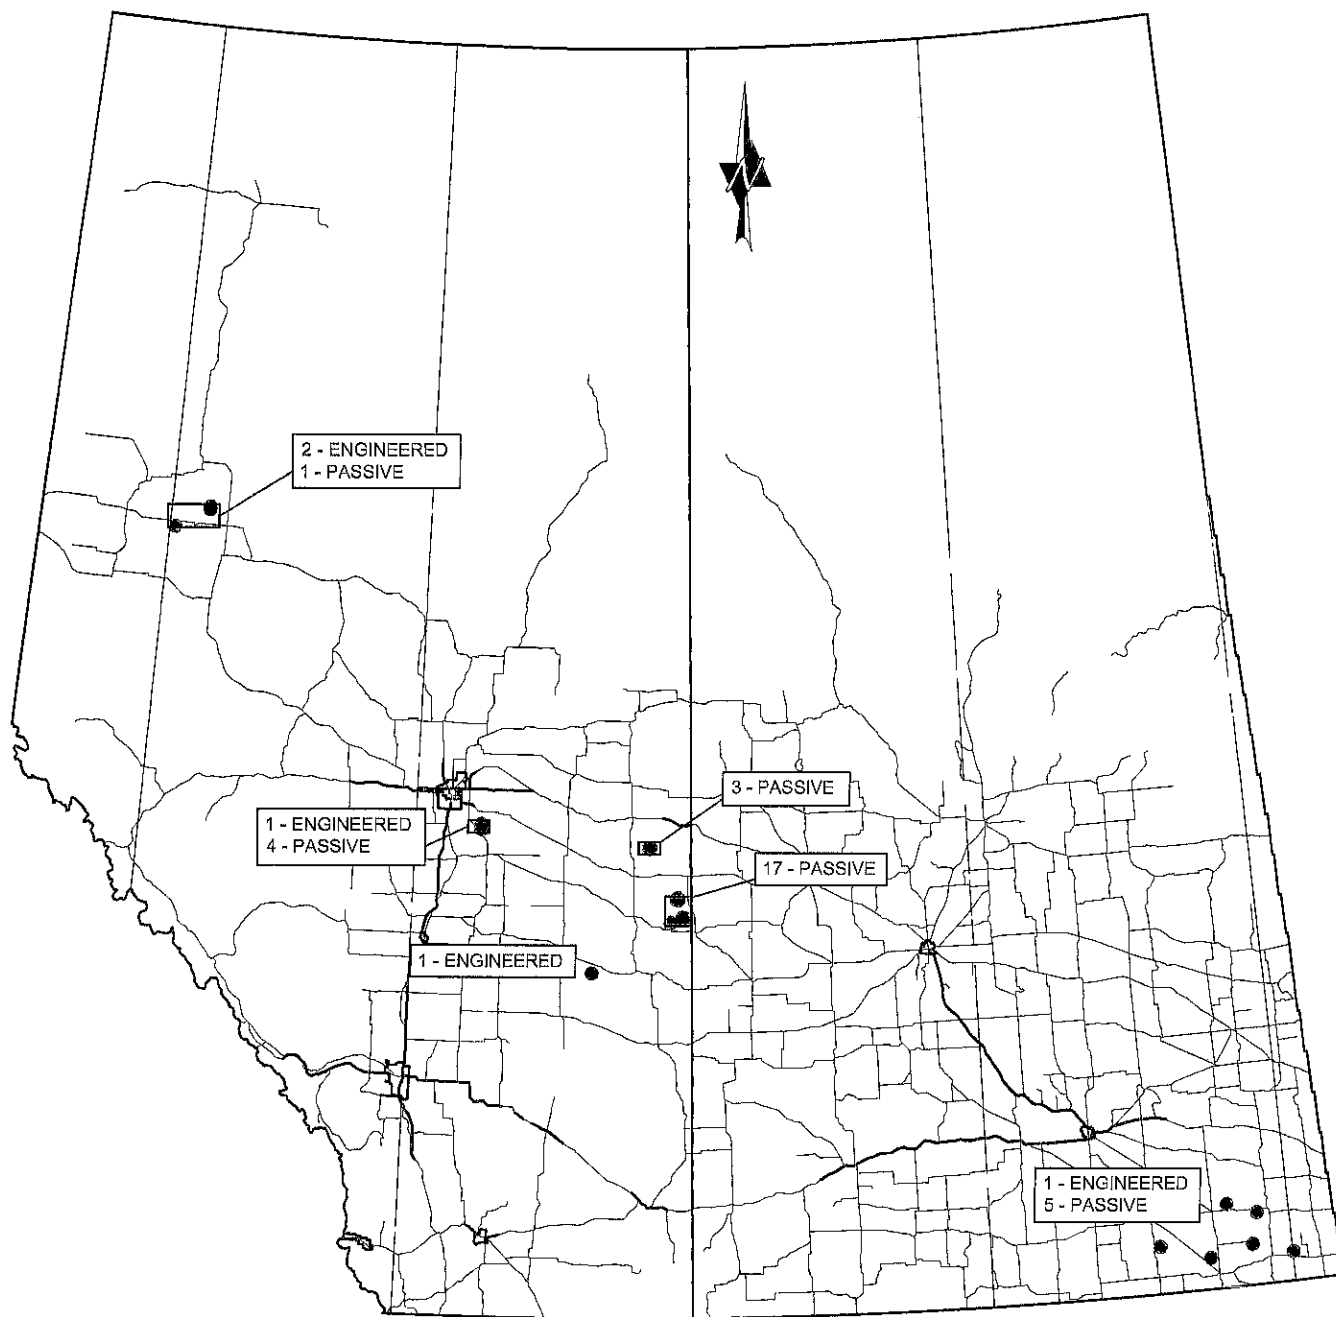 2 - ENGINEERED
1 - PASSIVE
3 - PASSIVE
1 - ENGINEERED
4 - PASSIVE
17 - PASSIVE
1 - ENGINEERED
1 - ENGINEERED
5 - PASSIVE